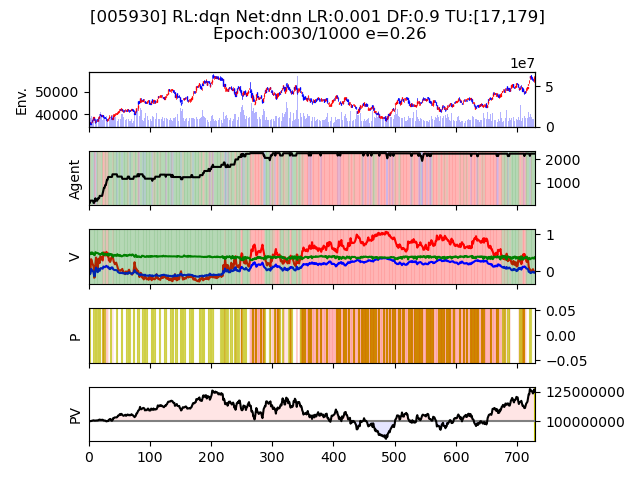 [005930] RL:dqn Net:dnn LR:0.001 DF:0.9 TU:[17,179]
Epoch:0030/1000 e=0.26
1e7
Env.
50000
40000
5
0
Agent
2000
1000
V
1
0
P
0.05
0.00
−0.05
PV
125000000
100000000
0 100 200 300 400 500 600 700